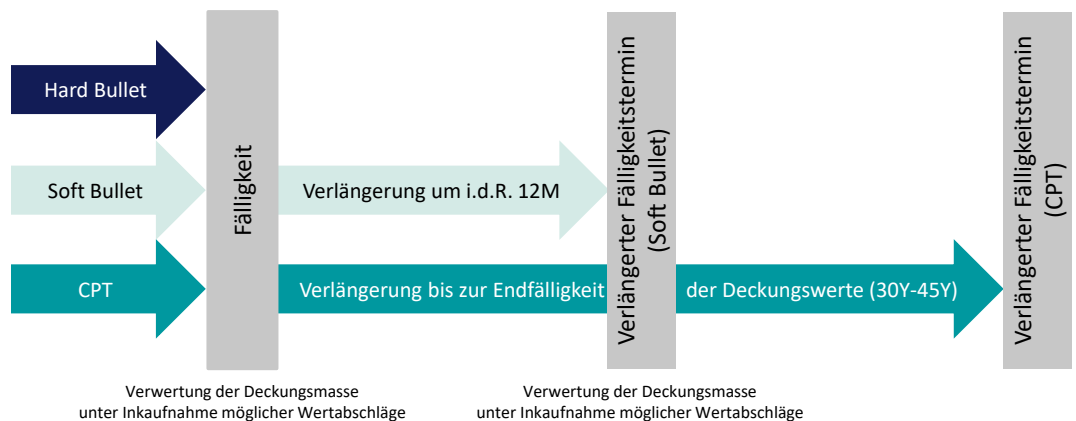 Hard Bullet
Soft Bullet
CPT
Fälligkeit
Verlängerung um i.d.R. 12M
Verlängerung bis zur Endfälligkeit
Verlängerter Fälligkeitstermin
(Soft Bullet)
der Deckungswerte (30Y-45Y)
Verlängerter Fälligkeitstermin
(CPT)
Verwertung der Deckungsmasse
unter Inkaufnahme möglicher Wertabschläge
Verwertung der Deckungsmasse
unter Inkaufnahme möglicher Wertabschläge